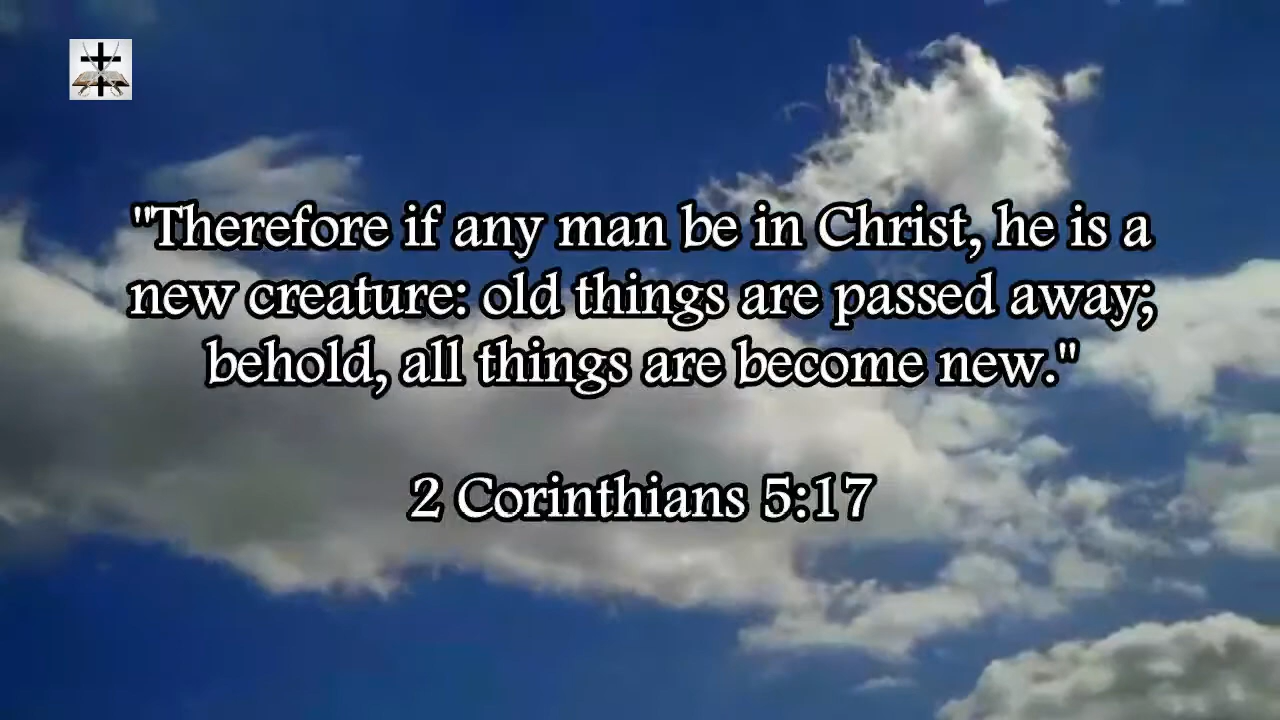 "Therefore if any man be in Christ, he is a
new creature: old things are passed away;
behold, all things are become new."
2 Corinthians 5:17